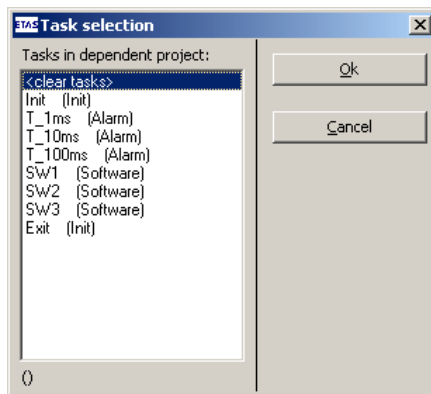 ETAS Task selection
Tasks in dependent project:
<clear tasks>
Init (Init)
T_1ms (Alarm)
T_10ms (Alarm)
T_100ms (Alarm)
SW1 (Software)
SW2 (Software)
SW3 (Software)
Exit (Init)
()
Ok
Cancel